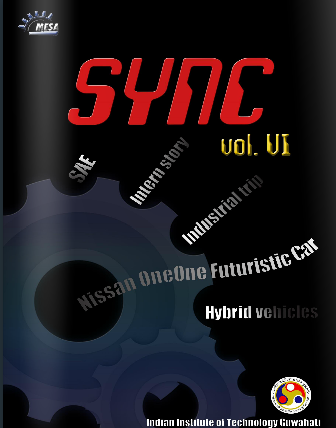 MESA
SYNC
vol. VI
SAE
Intern story
Industrial trip
Nissan OneOne Futuristic Car
Hybrid vehicles
Indian Institute of Technology Guwahati